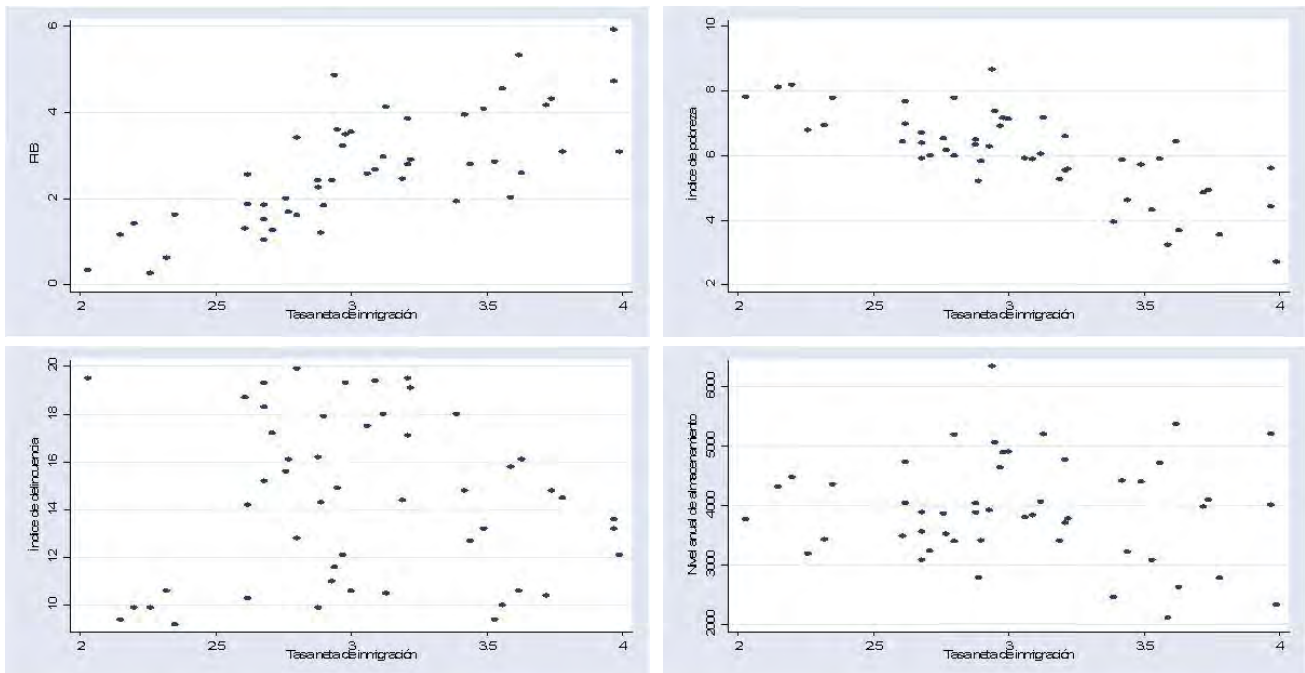 PIB
6
4
2
0
2 2.5 3 3.5 4
Tasa neta de inmigración
Índice de pobreza
10
8
6
4
2
2 2.5 3 3.5 4
Tasa neta de inmigración
Índice de delincuencia
20
18
16
14
12
10
2 2.5 3 3.5 4
Tasa neta de inmigración
Nivel anual de almacenamiento
6000
5000
4000
3000
2000
2 2.5 3 3.5 4
Tasa neta de inmigración